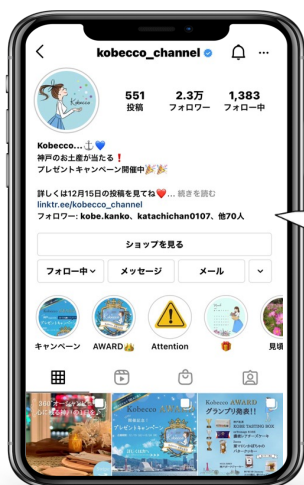 kobecco_channel
Kobecco
551
2.3万
1,383
投稿
フォロワー
フォロー中
Kobecco...⚓💙
神戸のお土産が当たる❗
プレゼントキャンペーン開催中🎉🎉
詳しくは12月15日の投稿を見てね❤️... 続きを読む
linktr.ee/kobecco_channel
フォロワー: kobe.kanko、katachichan0107、他70人
ショップを見る
フォロー中
メッセージ
メール
キャンペーン
AWARD👑
Attention
🎁
見頃
プレゼントキャンペーン
Kobecco AWARD
グランプリ発表!!